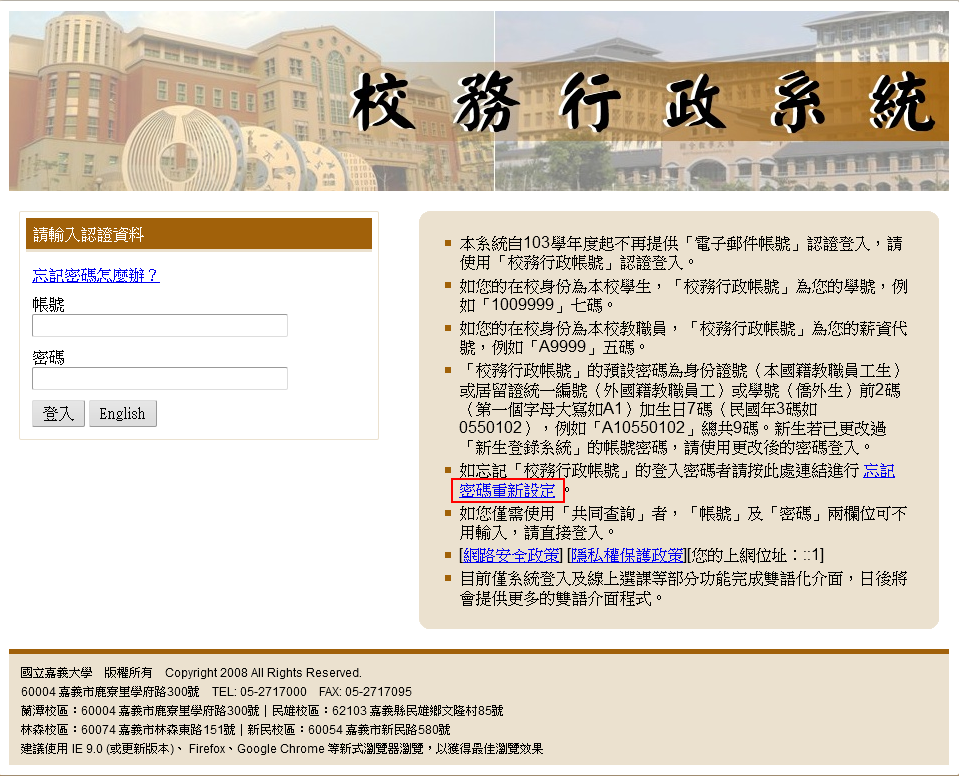 校務行政系統
請輸入認證資料
忘記密碼怎麼辦？
帳號
密碼
登入 English
本系統自103學年度起不再提供「電子郵件帳號」認證登入，請
使用「校務行政帳號」認證登入。
如您的在校身份為本校學生，「校務行政帳號」為您的學號，例
如「1009999」七碼。
如您的在校身份為本校教職員，「校務行政帳號」為您的薪資代
號，例如「A9999」五碼。
「校務行政帳號」的預設密碼為身份證號（本國籍教職員工生）
或居留證統一編號（外國籍教職員工）或學號（僑外生）前2碼
（第一個字母大寫如A1）加生日7碼（民國年3碼如
0550102），例如「A10550102」總共9碼。新生若已更改過
「新生登錄系統」的帳號密碼，請使用更改後的密碼登入。
如忘記「校務行政帳號」的登入密碼者請按此處連結進行 忘記
密碼重新設定。
如您僅需使用「共同查詢」者，「帳號」及「密碼」兩欄位可不
用輸入，請直接登入。
[網路安全政策] [隱私權保護政策][您的上網位址：::1]
目前僅系統登入及線上選課等部分功能完成雙語化介面，日後將
會提供更多的雙語介面程式。
國立嘉義大學 版權所有 Copyright 2008 All Rights Reserved.
60004 嘉義市鹿寮里學府路300號 TEL: 05-2717000 FAX: 05-2717095
蘭潭校區：60004 嘉義市鹿寮里學府路300號 | 民雄校區：62103 嘉義縣民雄鄉文隆村85號
林森校區：60074 嘉義市林森東路151號 | 新民校區：60054 嘉義市新民路580號
建議使用 IE 9.0 (或更新版本)、 Firefox、Google Chrome 等新式瀏覽器瀏覽，以獲得最佳瀏覽效果